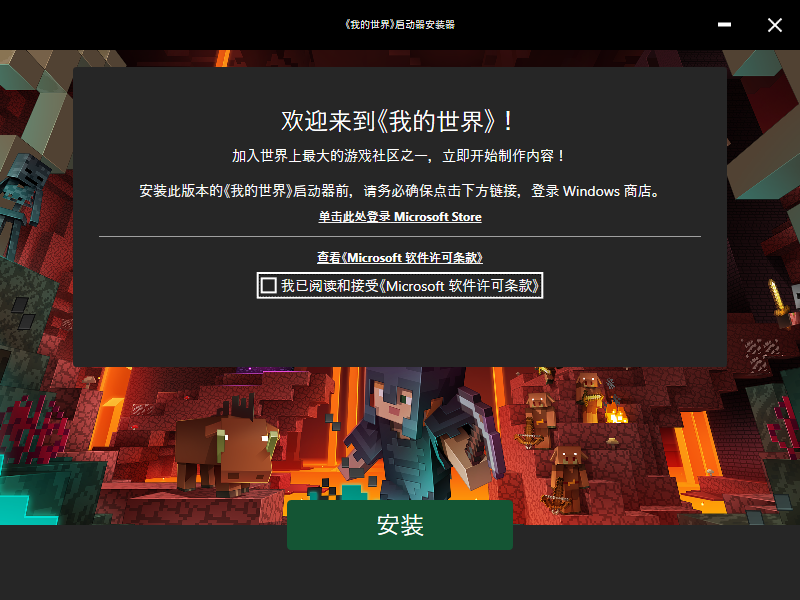 《我的世界》启动器安装器
欢迎来到《我的世界》！
加入世界上最大的游戏社区之一，立即开始制作内容！
安装此版本的《我的世界》启动器前，请务必确保点击下方链接，登录 Windows 商店。
单击此处登录 Microsoft Store
查看《Microsoft 软件许可条款》
我已阅读和接受《Microsoft 软件许可条款》
安装